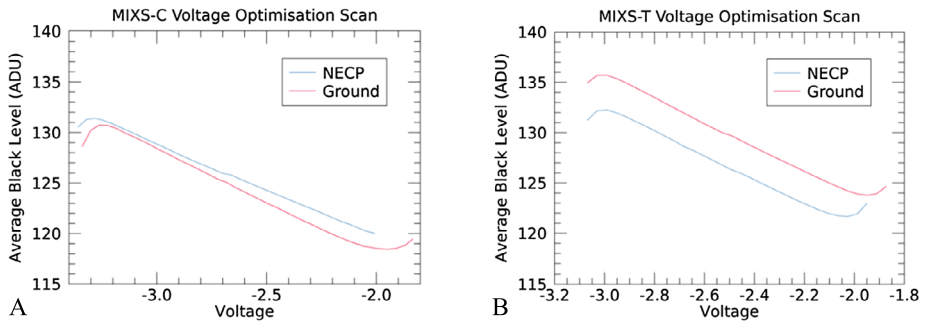 MIXS-C Voltage Optimisation Scan
140
135
130
125
120
115
Average Black Level (ADU)
NECP
Ground
-3.0
-2.5
-2.0
Voltage
A
MIXS-T Voltage Optimisation Scan
140
135
130
125
120
115
Average Black Level (ADU)
NECP
Ground
-3.2
-3.0
-2.8
-2.6
-2.4
-2.2
-2.0
-1.8
Voltage
B